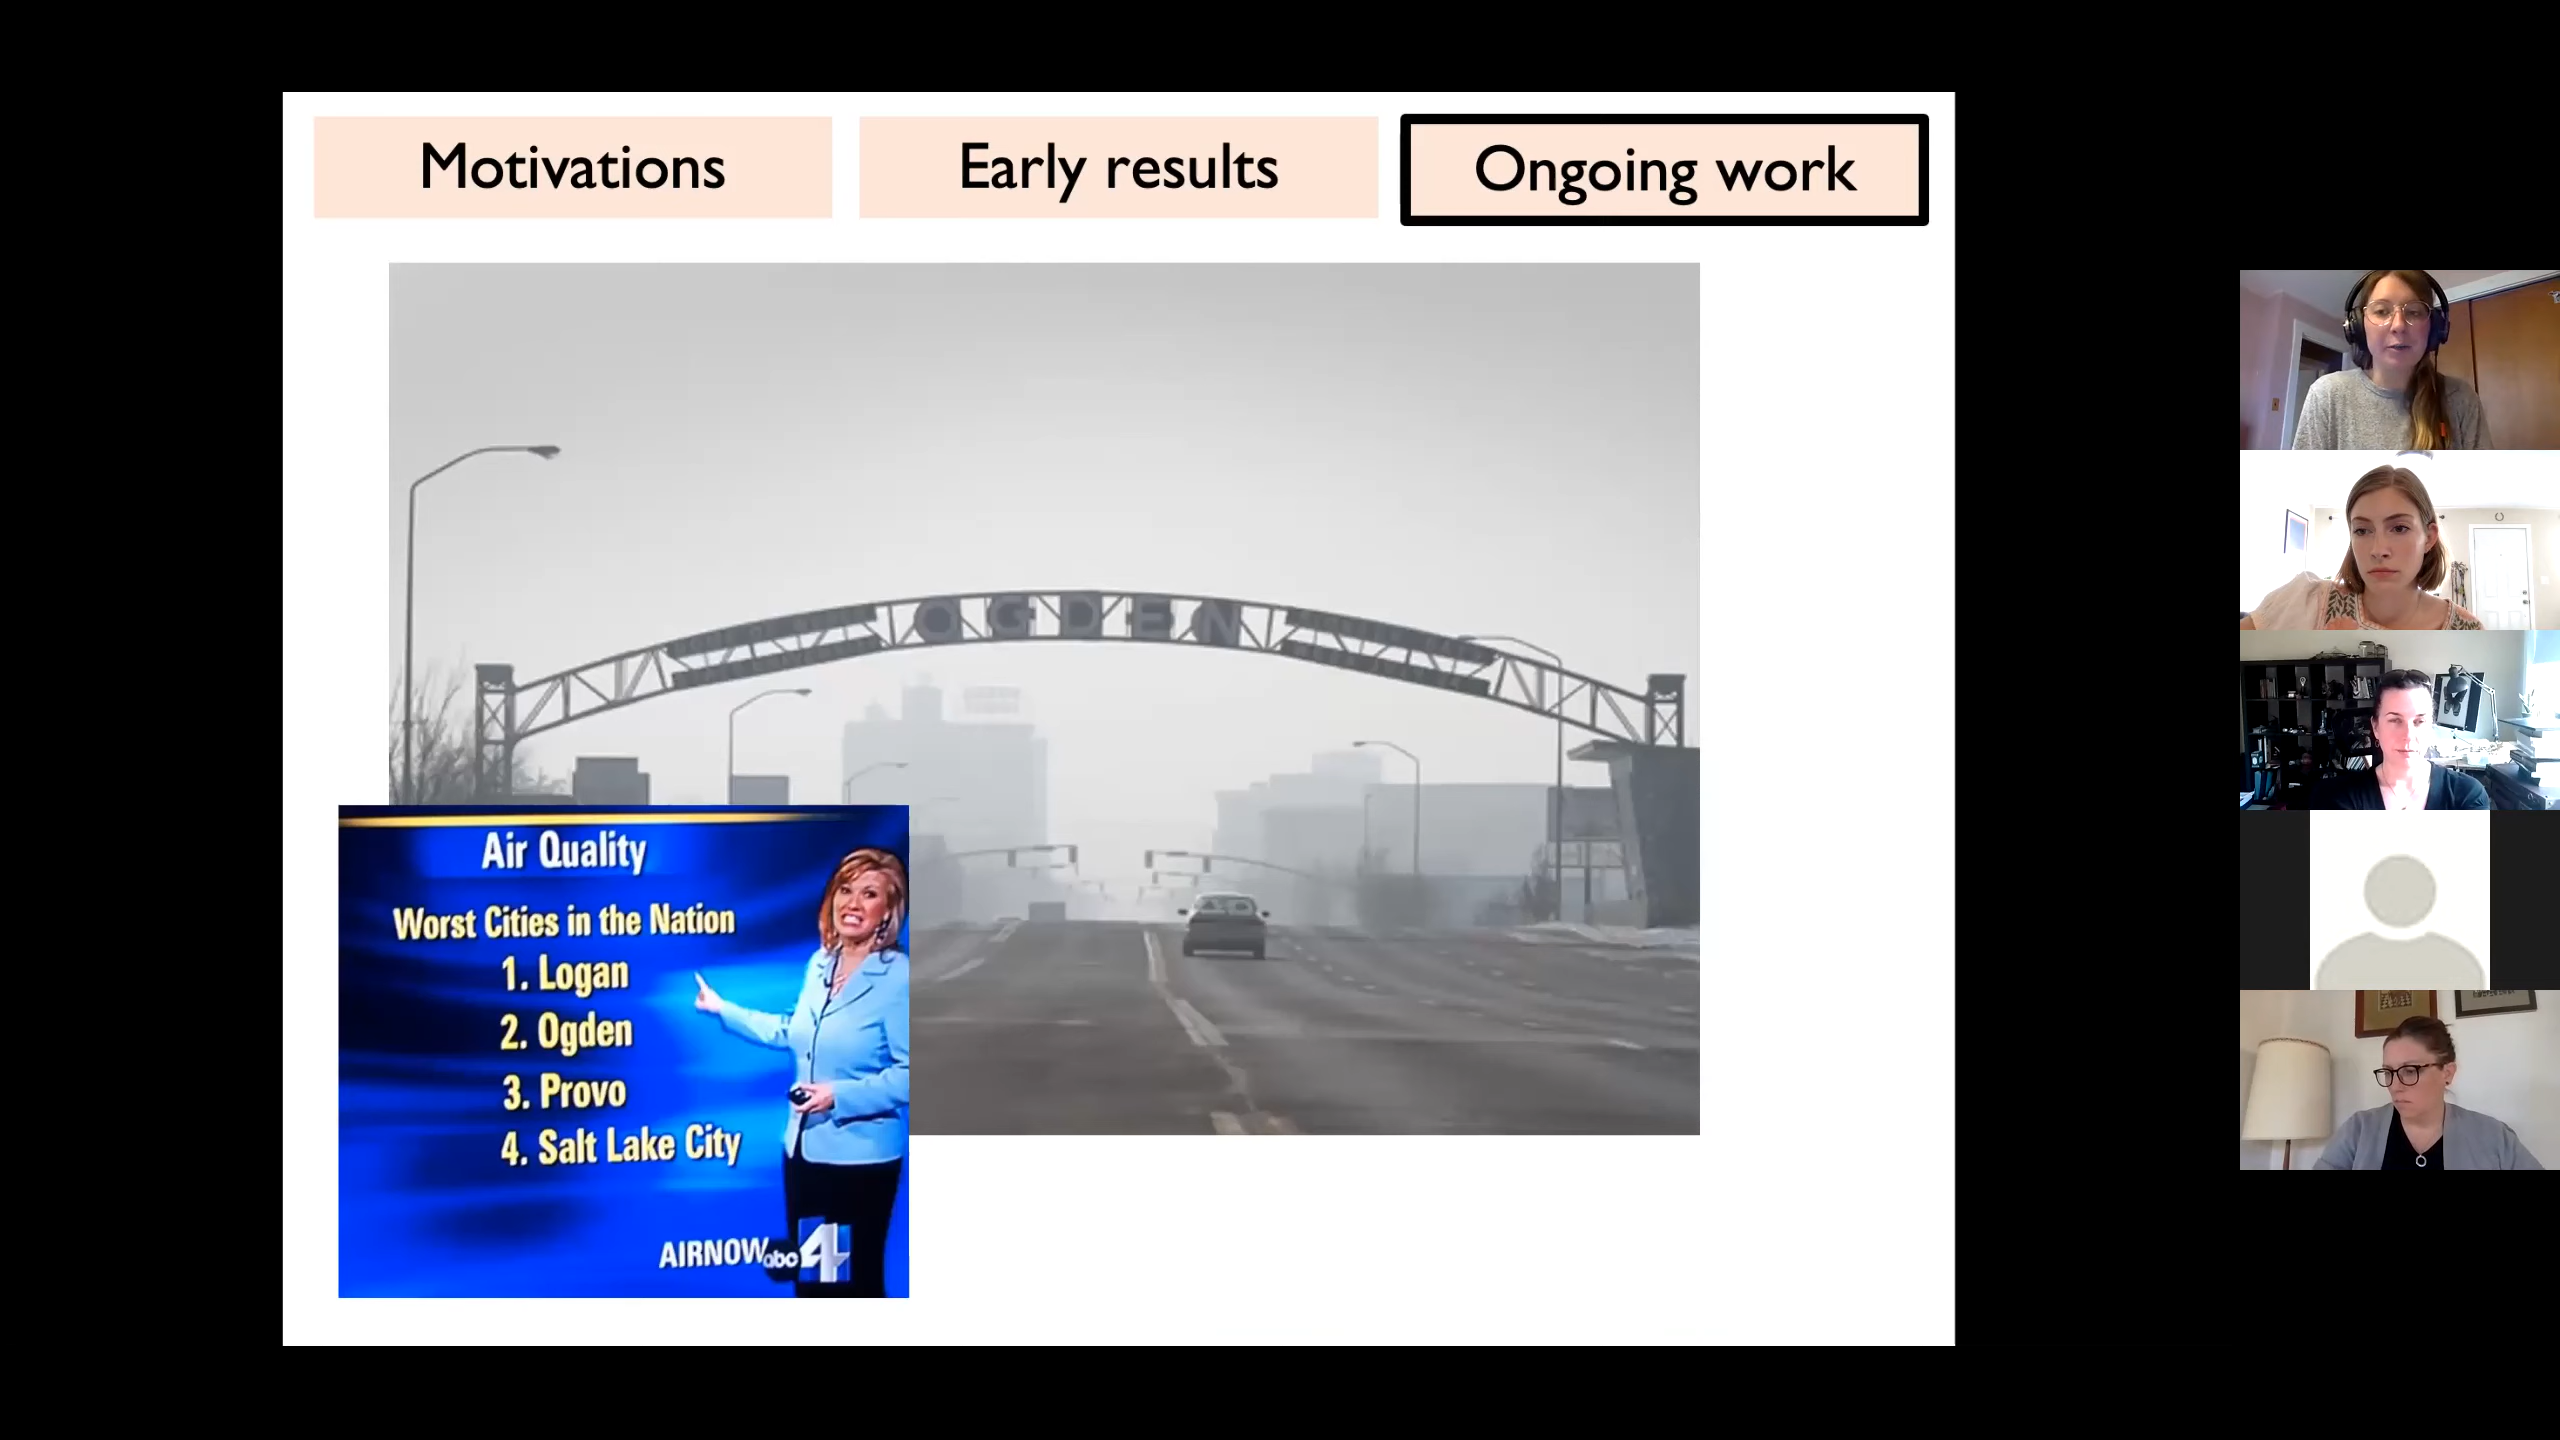 Motivations
Early results
Ongoing work
OGDEN
Air Quality
Worst Cities in the Nation
1. Logan
2. Ogden
3. Provo
4. Salt Lake City
AIRNOW abc 4